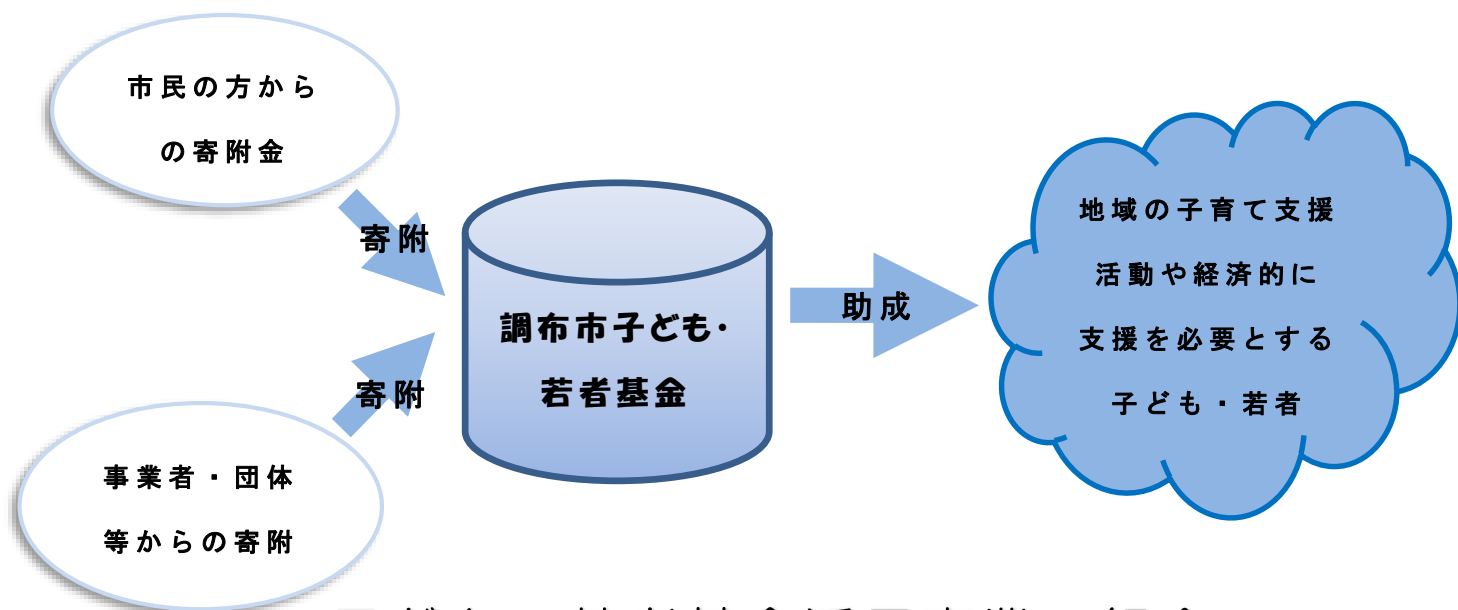 市民の方から
の寄附金
寄附
調布市子ども・
若者基金
寄附
事業者・団体
等からの寄附
助成
地域の子育て支援
活動や経済的に
支援を必要とする
子ども・若者